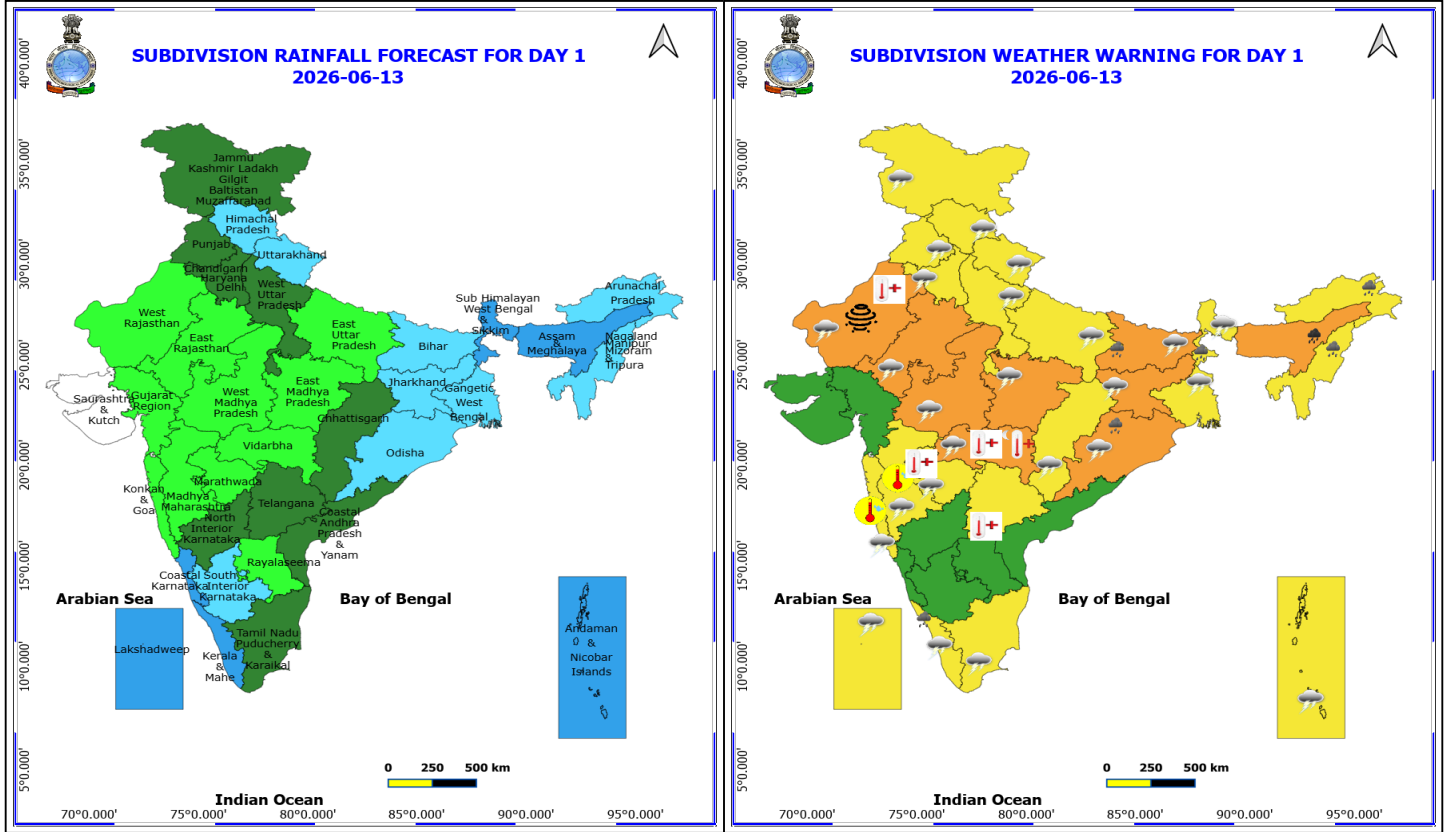 SUBDIVISION RAINFALL FORECAST FOR DAY 1
2026-06-13
40°0.000'
35°0.000'
30°0.000'
25°0.000'
20°0.000'
15°0.000'
10°0.000'
5°0.000'
Jammu
Kashmir Ladakh
Gilgit
Baltistan
Muzaffarabad
Himachal
Pradesh
Punjab
Uttarakhand
Chandigarh
Haryana
Delhi
West
Uttar
Pradesh
West
Rajasthan
East
Rajasthan
East
Uttar
Pradesh
Sub Himalayan
West Bengal
&
Sikkim
Arunachal
Pradesh
Assam
&
Meghalaya
Nagaland
Manipur
Mizoram
&
Tripura
Bihar
Jharkhand
Gangetic
West
Bengal
Saurashtra
&
Kutch
Gujarat
Region
West
Madhya
Pradesh
East
Madhya
Pradesh
Chhattisgarh
Vidarbha
Odisha
Konkan
&
Goa
Marathwada
Madhya
Maharashtra
Telangana
North
Interior
Karnataka
Coastal
Andhra
Pradesh
&
Yanam
Rayalaseema
Coastal
Karnataka
South
Interior
Karnataka
Arabian Sea
Bay of Bengal
Lakshadweep
Kerala
&
Mahe
Tamil Nadu
Puducherry
&
Karaikal
Andaman
&
Nicobar
Islands
0 250 500 km
Indian Ocean
70°0.000' 75°0.000' 80°0.000' 85°0.000' 90°0.000' 95°0.000'
SUBDIVISION WEATHER WARNING FOR DAY 1
2026-06-13
40°0.000'
35°0.000'
30°0.000'
25°0.000'
20°0.000'
15°0.000'
10°0.000'
5°0.000'
Arabian Sea
Bay of Bengal
0 250 500 km
Indian Ocean
70°0.000' 75°0.000' 80°0.000' 85°0.000' 90°0.000' 95°0.000'